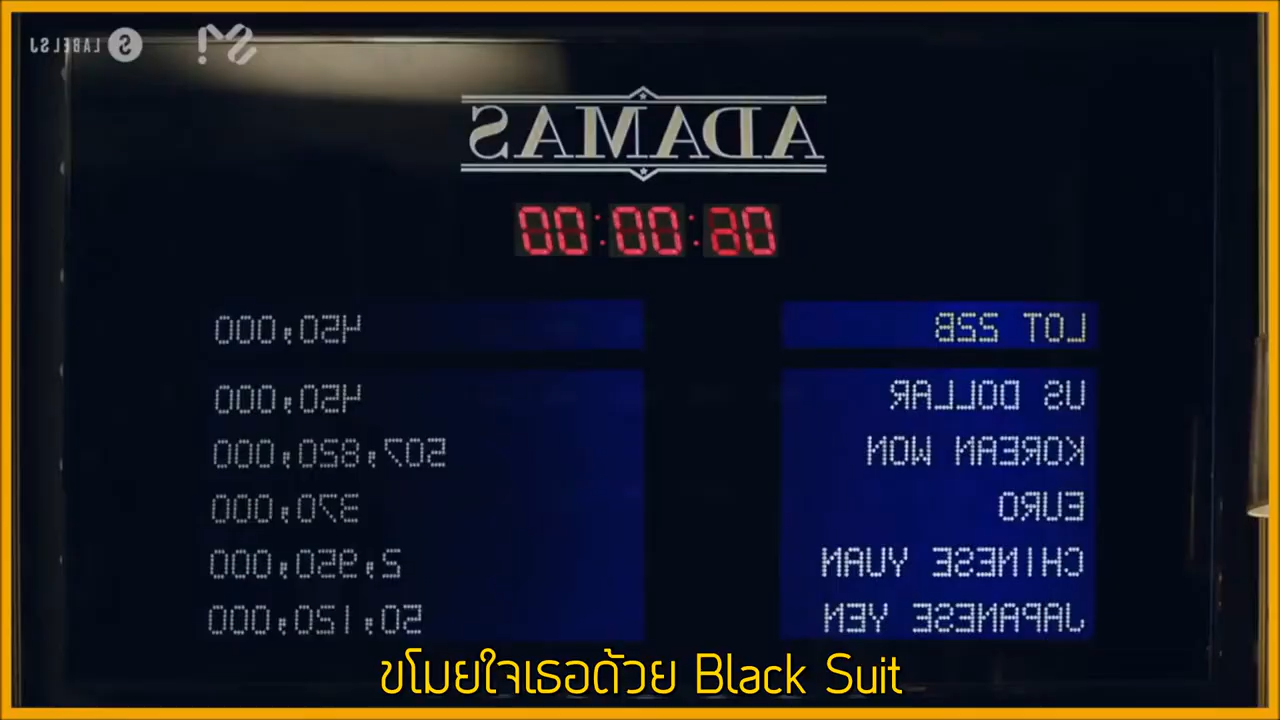 LABELSJ
ADAMAS
LOT 22B 450,000
US DOLLAR 450,000
KOREAN WON 507,820,000
EURO 370,000
CHINESE YUAN 2,950,000
JAPANESE YEN 50,120,000
ขโมยใจเธอด้วย Black Suit